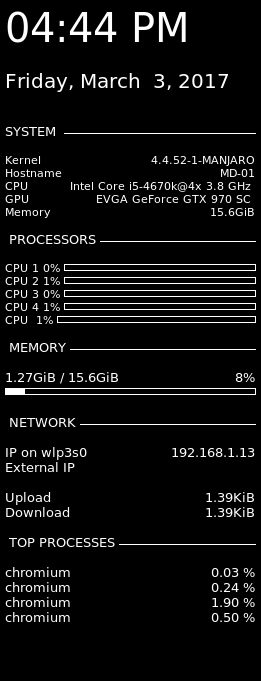 04:44 PM
Friday, March  3, 2017
SYSTEM
Kernel 4.4.52-1-MANJARO
Hostname MD-01
CPU Intel Core i5-4670k@4x 3.8 GHz
GPU EVGA GeForce GTX 970 SC
Memory 15.6GiB
PROCESSORS
CPU 1 0%
CPU 2 1%
CPU 3 0%
CPU 4 1%
CPU  1%
MEMORY
1.27GiB / 15.6GiB 8%
NETWORK
IP on wlp3s0 192.168.1.13
External IP
Upload 1.39KiB
Download 1.39KiB
TOP PROCESSES
chromium 0.03 %
chromium 0.24 %
chromium 1.90 %
chromium 0.50 %